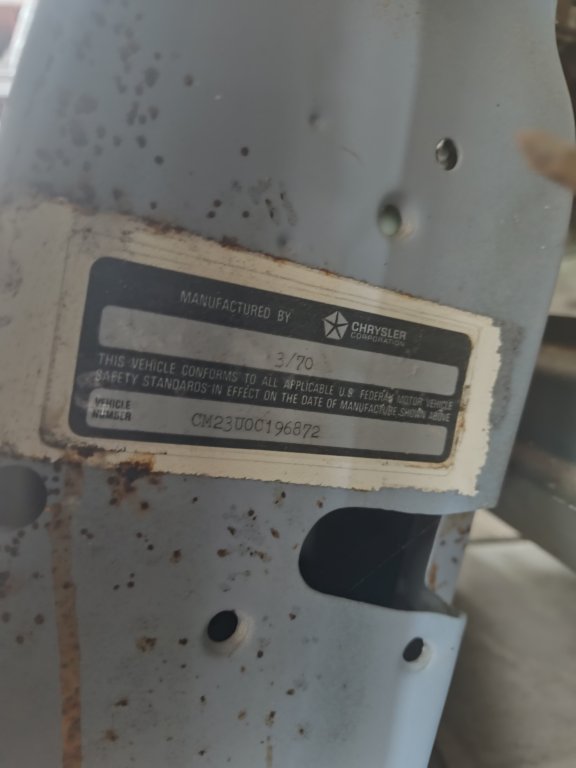 MANUFACTURED BY CHRYSLER CORPORATION
3/70
THIS VEHICLE CONFORMS TO ALL APPLICABLE U.S. FEDERAL MOTOR VEHICLE
SAFETY STANDARDS IN EFFECT ON THE DATE OF MANUFACTURE SHOWN ABOVE
VEHICLE NUMBER CM23U0C196872